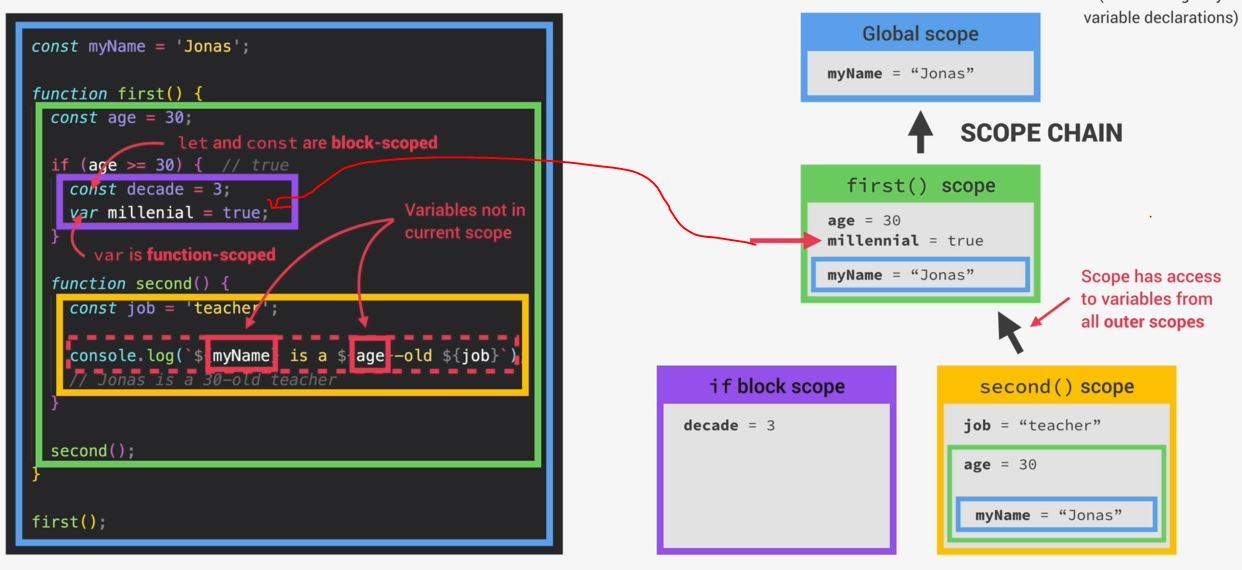 const myName = 'Jonas';
function first() {
const age = 30;
let and const are block-scoped
if (age >= 30) { // true
const decade = 3;
var millenial = true;
}
var is function-scoped
Variables not in
current scope
function second() {
const job = 'teacher';
console.log(`${myName} is a ${age}-old ${job}`)
// Jonas is a 30-old teacher
}
second();
}
first();
variable declarations)
Global scope
myName = “Jonas”
SCOPE CHAIN
first() scope
age = 30
millennial = true
myName = “Jonas”
Scope has access
to variables from
all outer scopes
if block scope
decade = 3
second() scope
job = “teacher”
age = 30
myName = “Jonas”